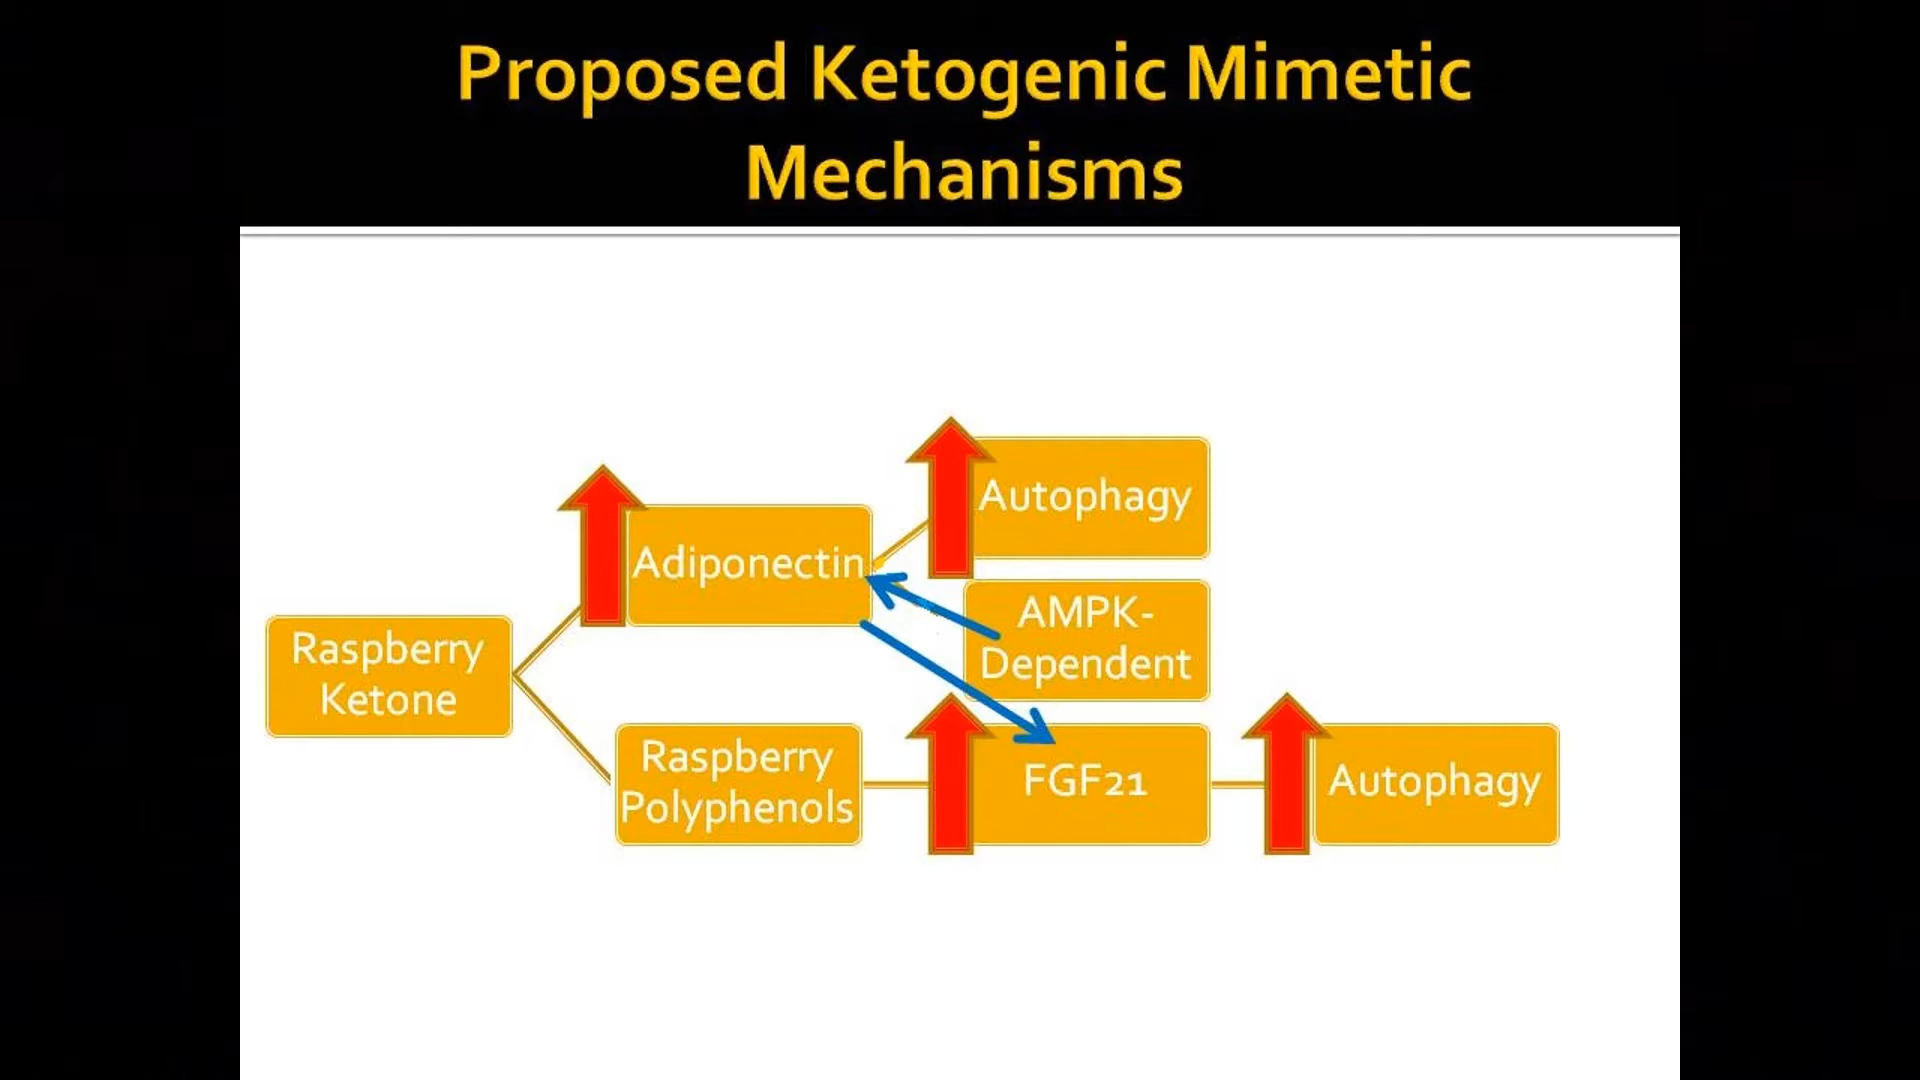 Proposed Ketogenic Mimetic
Mechanisms
Autophagy
Adiponectin
AMPK-
Dependent
Raspberry
Ketone
Raspberry
Polyphenols
FGF21
Autophagy